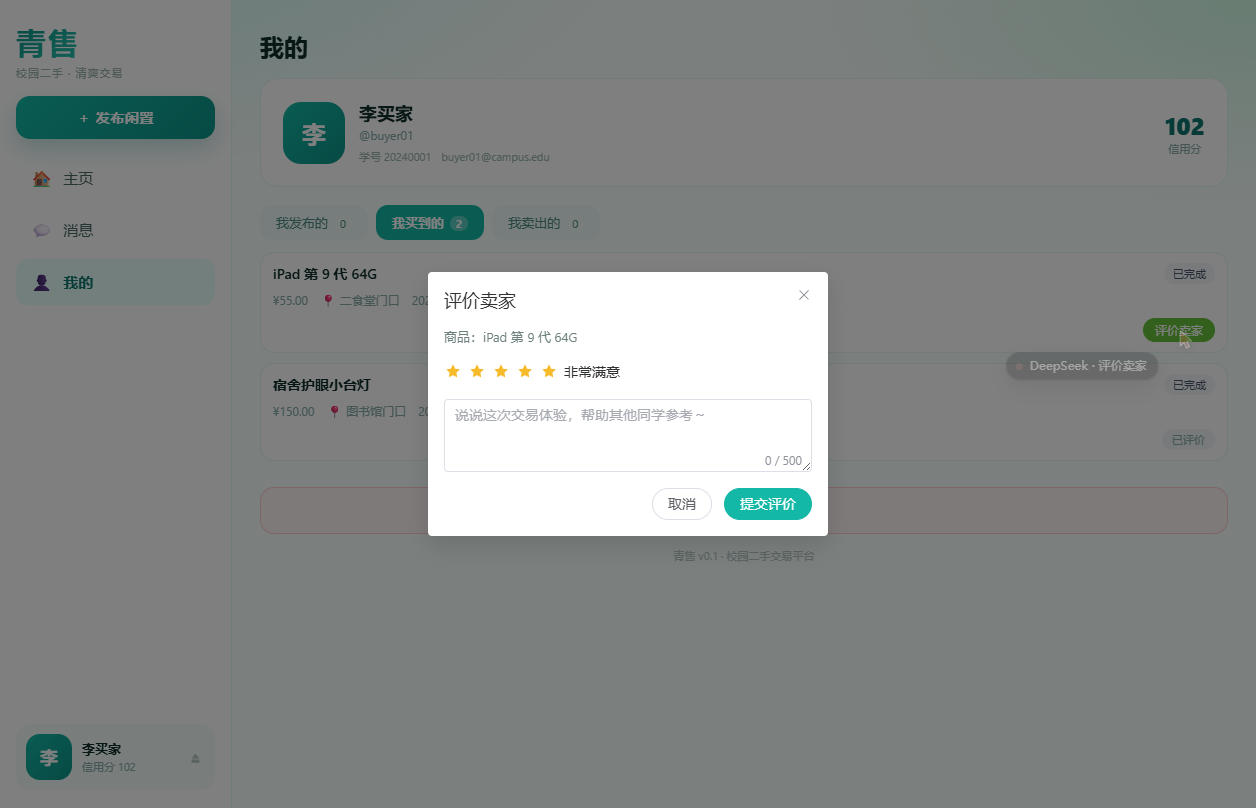 青售
校园二手 · 清爽交易
+ 发布闲置
主页
消息
我的
李
李买家
信用分 102
我的
李
李买家
@buyer01
学号 20240001 buyer01@campus.edu
102
信用分
我发布的 0
我买到的 2
我卖出的 0
iPad 第 9 代 64G
已完成
¥55.00 二食堂门口 202
评价卖家
DeepSeek · 评价卖家
宿舍护眼小台灯
已完成
¥150.00 图书馆门口 20
已评价
评价卖家
商品：iPad 第 9 代 64G
非常满意
说说这次交易体验，帮助其他同学参考～
0 / 500
取消
提交评价
青售 v0.1 · 校园二手交易平台